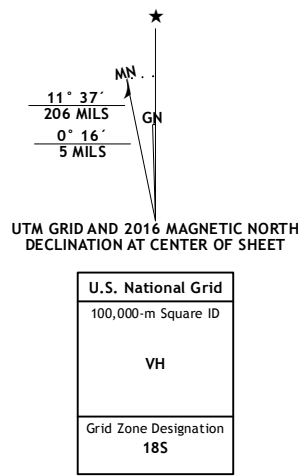 ★
MN
GN
11° 37´
206 MILS
0° 16´
5 MILS
UTM GRID AND 2016 MAGNETIC NORTH
DECLINATION AT CENTER OF SHEET
U.S. National Grid
100,000-m Square ID
VH
Grid Zone Designation
18S